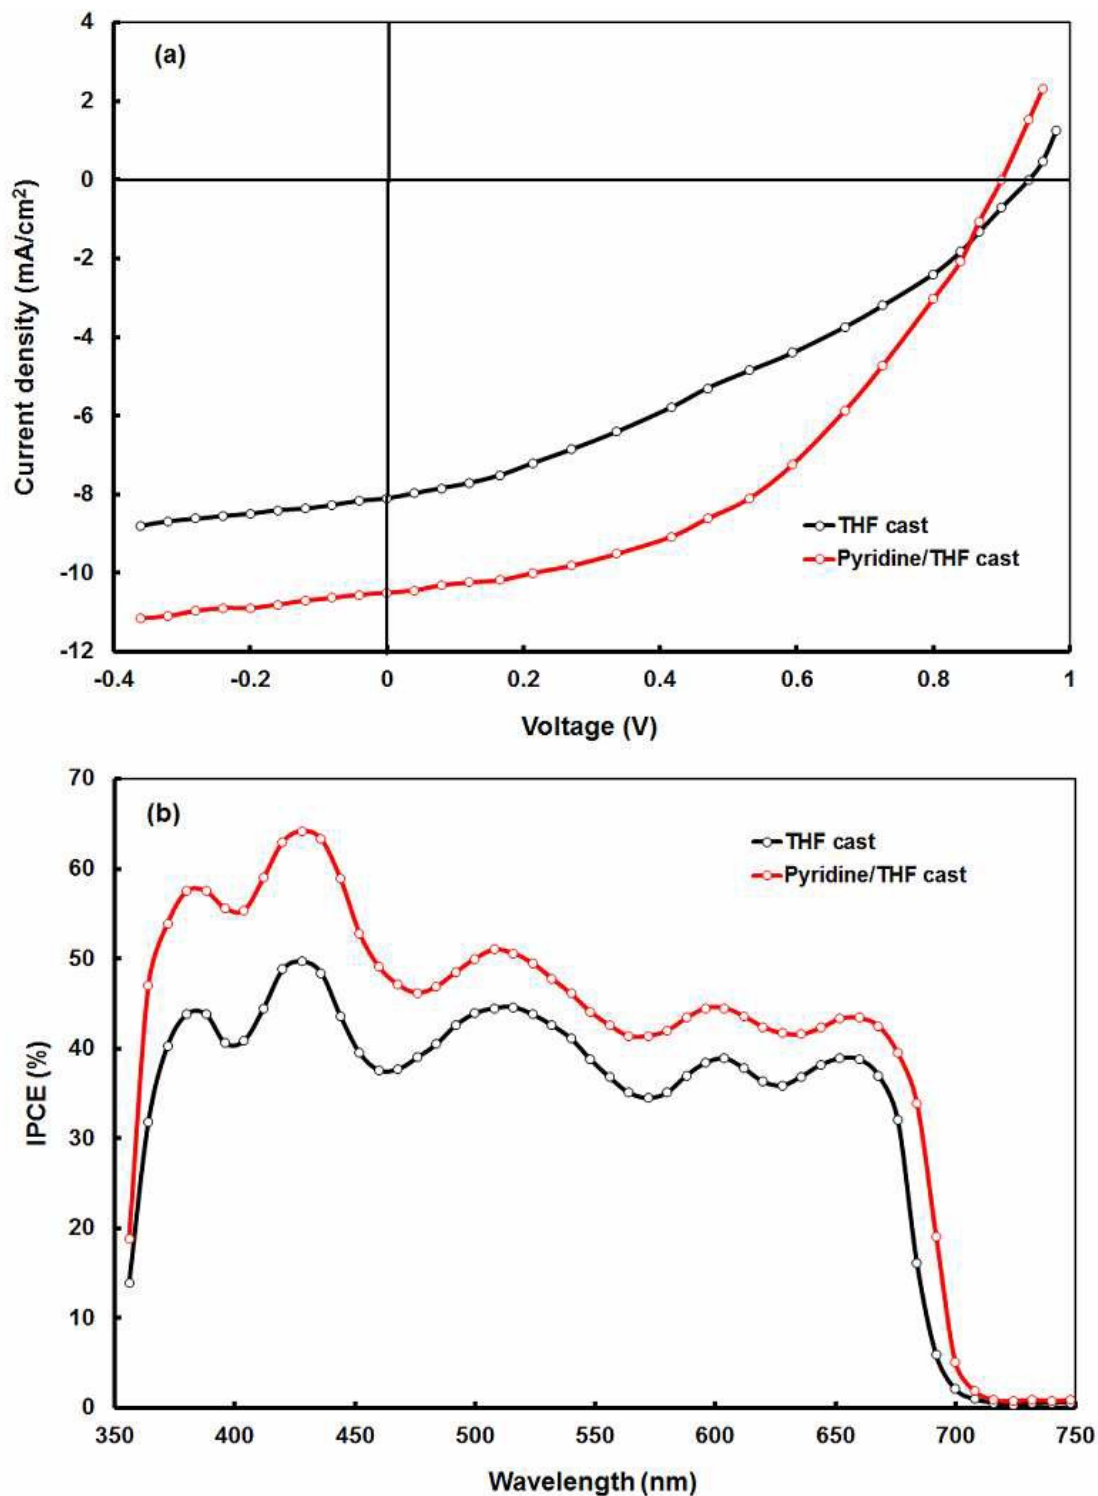 (a)
4
2
0
-2
-4
-6
-8
-10
-12
Current density (mA/cm2)
THF cast
Pyridine/THF cast
-0.4 -0.2 0 0.2 0.4 0.6 0.8 1
Voltage (V)
(b)
70
60
50
40
30
20
10
0
IPCE (%)
THF cast
Pyridine/THF cast
350 400 450 500 550 600 650 700 750
Wavelength (nm)